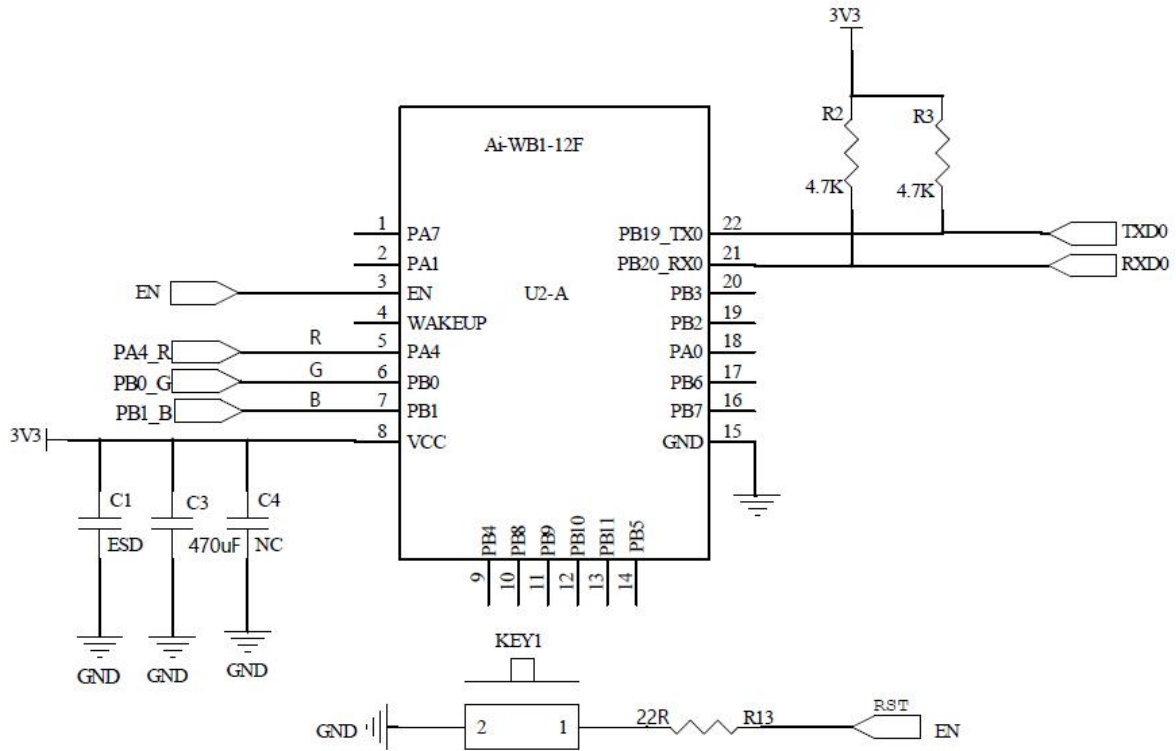 3V3
R2
R3
4.7K
4.7K
Ai-WB1-12F
U2-A
1 PA7
2 PA1
EN 3 EN
4 WAKEUP
PA4_R R 5 PA4
PB0_G G 6 PB0
PB1_B B 7 PB1
3V3 8 VCC
PB19_TX0 22 TXD0
PB20_RX0 21 RXD0
PB3 20
PB2 19
PA0 18
PB6 17
PB7 16
GND 15
PB4 9
PB8 10
PB9 11
PB10 12
PB11 13
PB5 14
C1
ESD
GND
C3
470uF
GND
C4
NC
GND
KEY1
GND 2 1 22R R13 RST EN